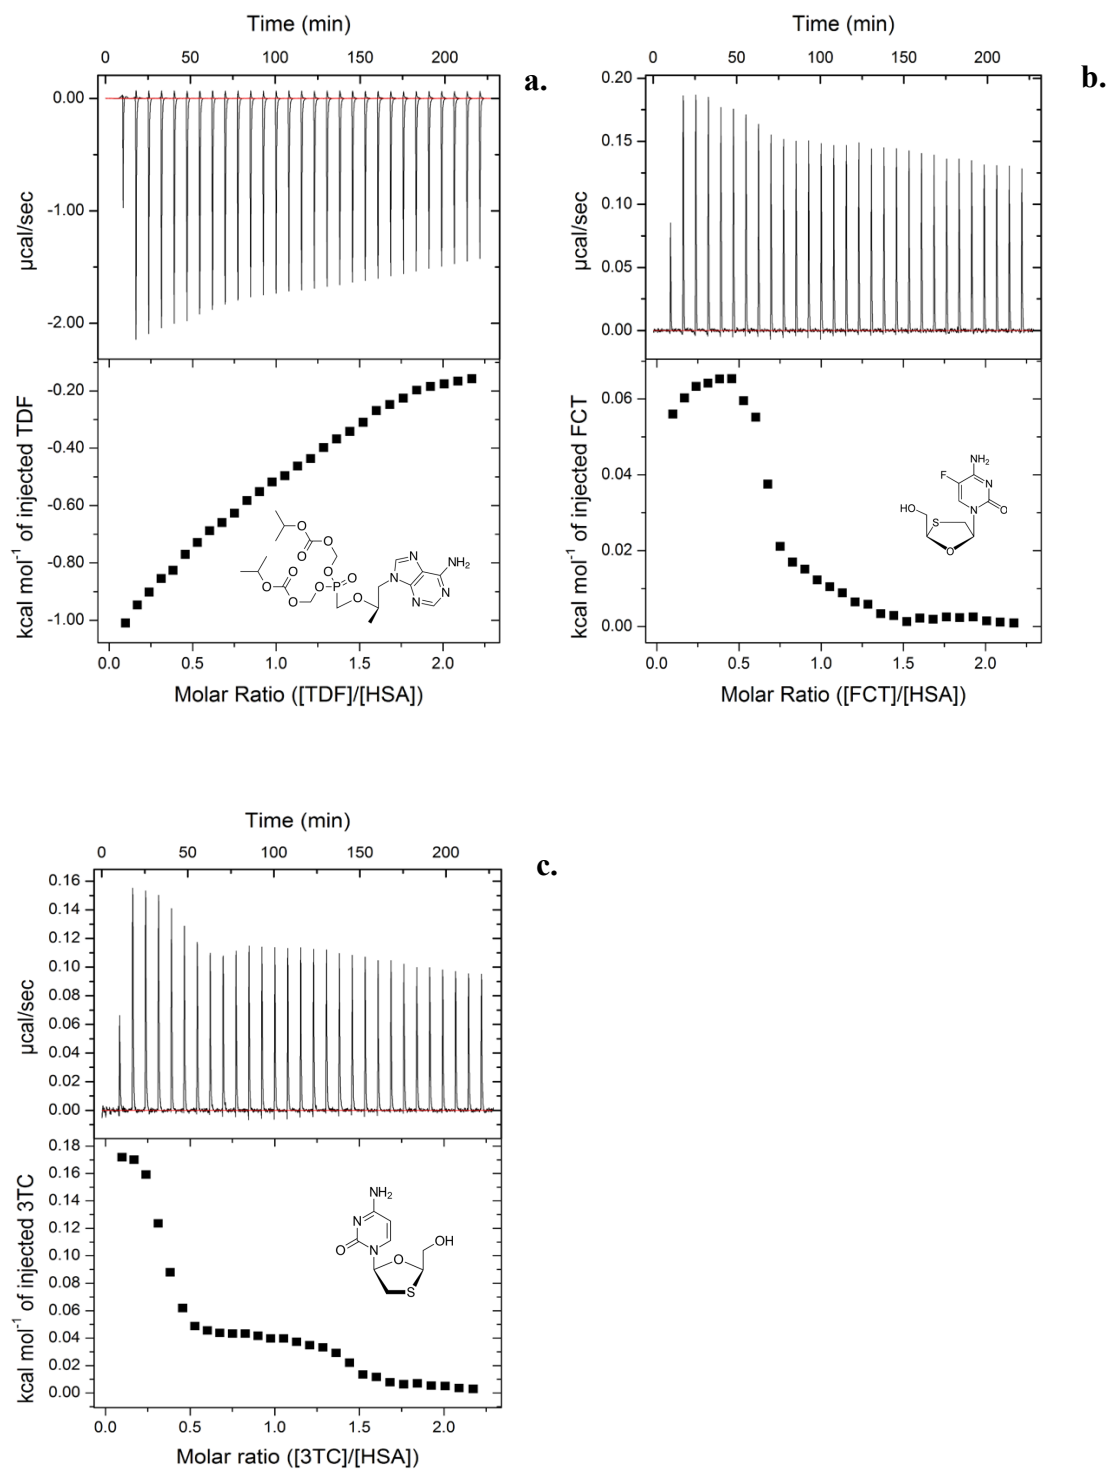 Time (min)
0 50 100 150 200
a.
0.00
-1.00
-2.00
μcal/sec
-0.20
-0.40
-0.60
-0.80
-1.00
kcal mol⁻¹ of injected TDF
O O O O P O O O O O O N N N N NH₂
0.0 0.5 1.0 1.5 2.0
Molar Ratio ([TDF]/[HSA])
Time (min)
0 50 100 150 200
b.
0.20
0.15
0.10
0.05
0.00
μcal/sec
0.06
0.04
0.02
0.00
kcal mol⁻¹ of injected FCT
NH₂
F
N
N
O
HO
S
O
0.0 0.5 1.0 1.5 2.0
Molar Ratio ([FCT]/[HSA])
Time (min)
0 50 100 150 200
c.
0.16
0.14
0.12
0.10
0.08
0.06
0.04
0.02
0.00
μcal/sec
0.18
0.16
0.14
0.12
0.10
0.08
0.06
0.04
0.02
0.00
kcal mol⁻¹ of injected 3TC
NH₂
N
O
N
OH
O
S
0.0 0.5 1.0 1.5 2.0
Molar ratio ([3TC]/[HSA])